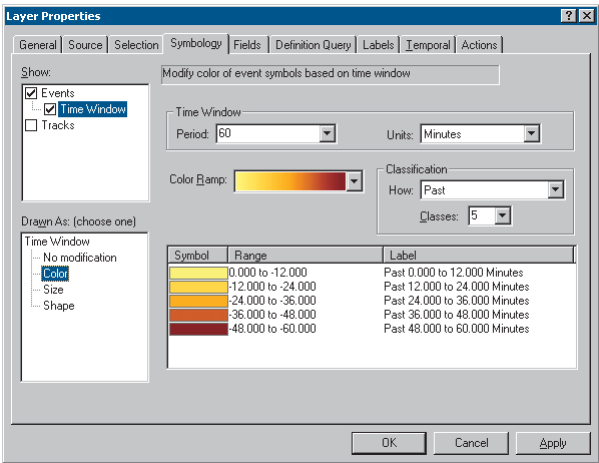 Layer Properties
General Source Selection Symbology Fields Definition Query Labels Temporal Actions
Show:
Modify color of event symbols based on time window
Events
Time Window
Tracks
Time Window
Period: 60
Units: Minutes
Color Ramp:
Classification
How: Past
Classes: 5
Drawn As: (choose one)
Time Window
No modification
Color
Size
Shape
Symbol Range Label
0.000 to -12.000 Past 0.000 to 12.000 Minutes
-12.000 to -24.000 Past 12.000 to 24.000 Minutes
-24.000 to -36.000 Past 24.000 to 36.000 Minutes
-36.000 to -48.000 Past 36.000 to 48.000 Minutes
-48.000 to -60.000 Past 48.000 to 60.000 Minutes
OK Cancel Apply